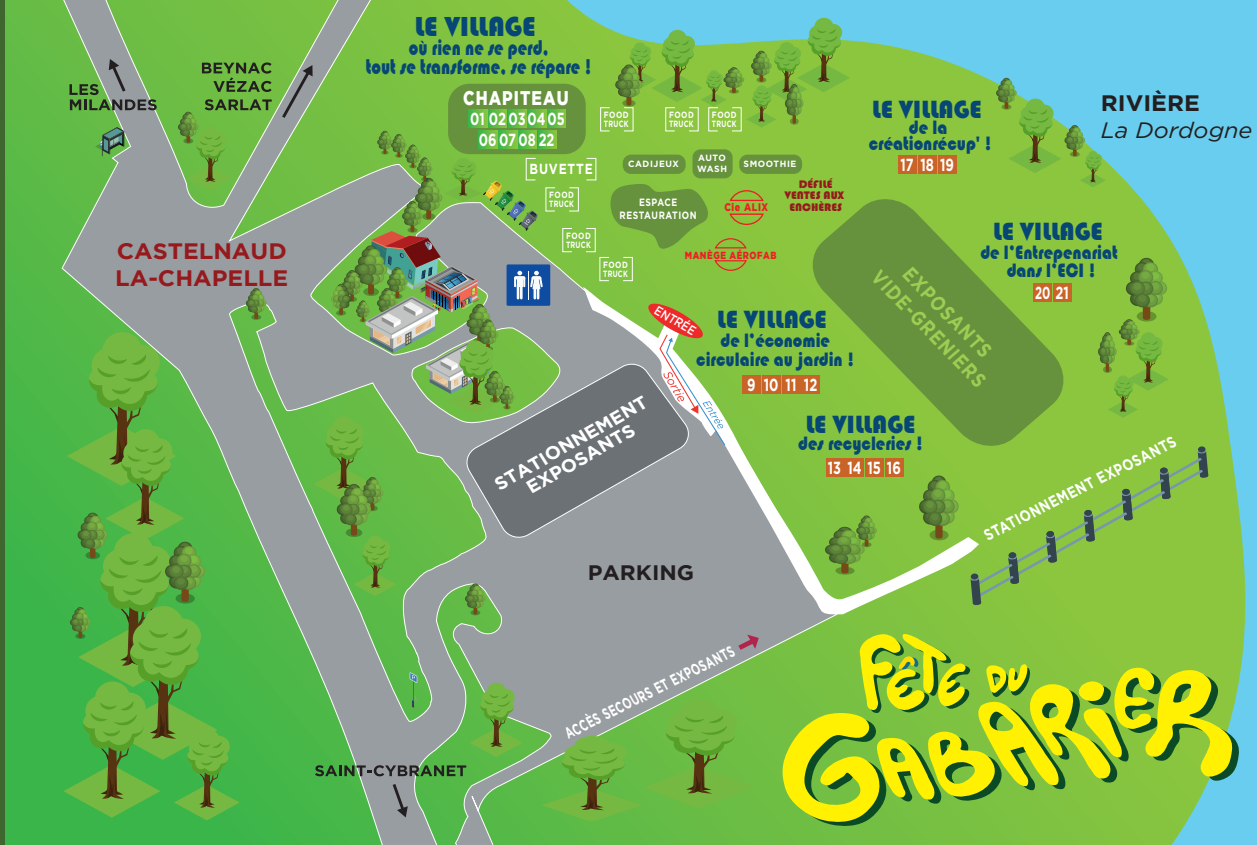 LE VILLAGE
où rien ne se perd,
tout se transforme, se répare !
CHAPITEAU
01 02 03 04 05
06 07 08 22
LES
MILANDES
BEYNAC
VÉZAC
SARLAT
FOOD
TRUCK
FOOD
TRUCK
FOOD
TRUCK
LE VILLAGE
de la
créationrécup' !
17 18 19
RIVIÈRE
La Dordogne
BUVETTE
CADIJEUX
AUTO
WASH
SMOOTHIE
FOOD
TRUCK
ESPACE
RESTAURATION
Cie ALIX
DÉFILÉ
VENTES AUX
ENCHÈRES
FOOD
TRUCK
FOOD
TRUCK
MANÈGE AÉROFAB
LE VILLAGE
de l'Entrepenariat
dans l'ECI !
20 21
CASTELNAUD
LA-CHAPELLE
EXPOSANTS
VIDE-GRENIERS
ENTRÉE
Sortie
Entrée
LE VILLAGE
de l'économie
circulaire au jardin !
9 10 11 12
LE VILLAGE
des recycleries !
13 14 15 16
STATIONNEMENT
EXPOSANTS
STATIONNEMENT EXPOSANTS
PARKING
ACCÈS SECOURS ET EXPOSANTS
P
SAINT-CYBRANET
FÊTE DU
GABARIER